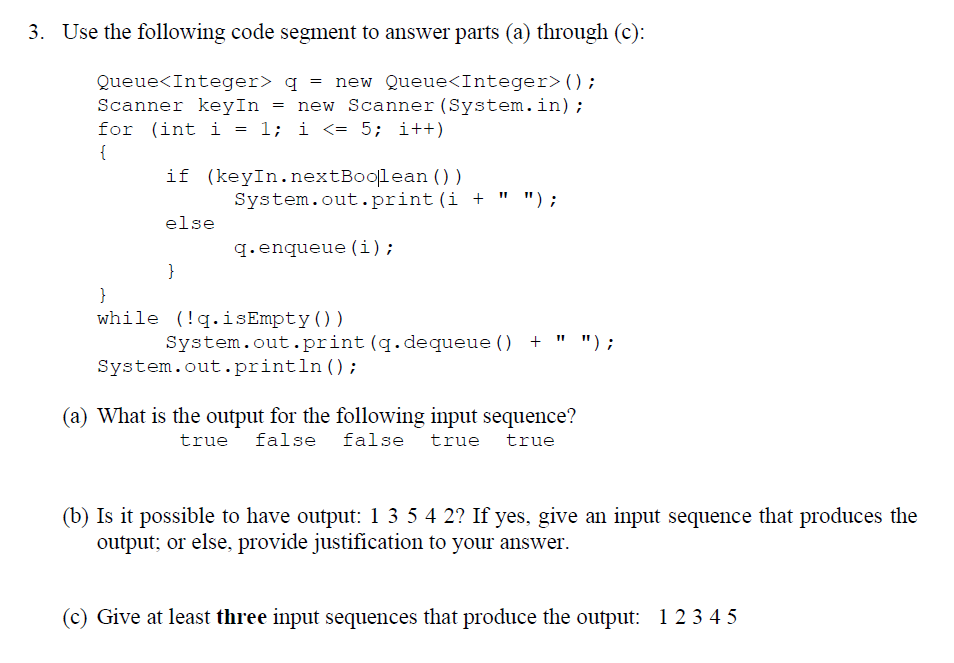 3. Use the following code segment to answer parts (a) through (c):
Queue<Integer> q = new Queue<Integer>();
Scanner keyIn = new Scanner(System.in);
for (int i = 1; i <= 5; i++)
{
if (keyIn.nextBoolean())
System.out.print(i + " ");
else
q.enqueue(i);
}
}
while (!q.isEmpty())
System.out.print(q.dequeue() + " ");
System.out.println();
(a) What is the output for the following input sequence?
true false false true true
(b) Is it possible to have output: 1 3 5 4 2? If yes, give an input sequence that produces the
output; or else, provide justification to your answer.
(c) Give at least three input sequences that produce the output: 1 2 3 4 5